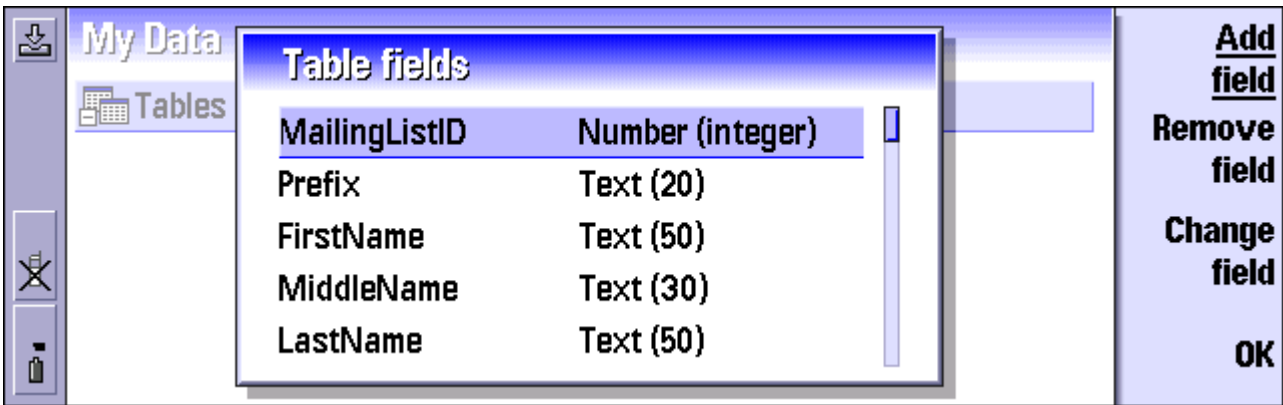 My Data
Tables
Table fields
MailingListID Number (integer)
Prefix Text (20)
FirstName Text (50)
MiddleName Text (30)
LastName Text (50)
Add
field
Remove
field
Change
field
OK